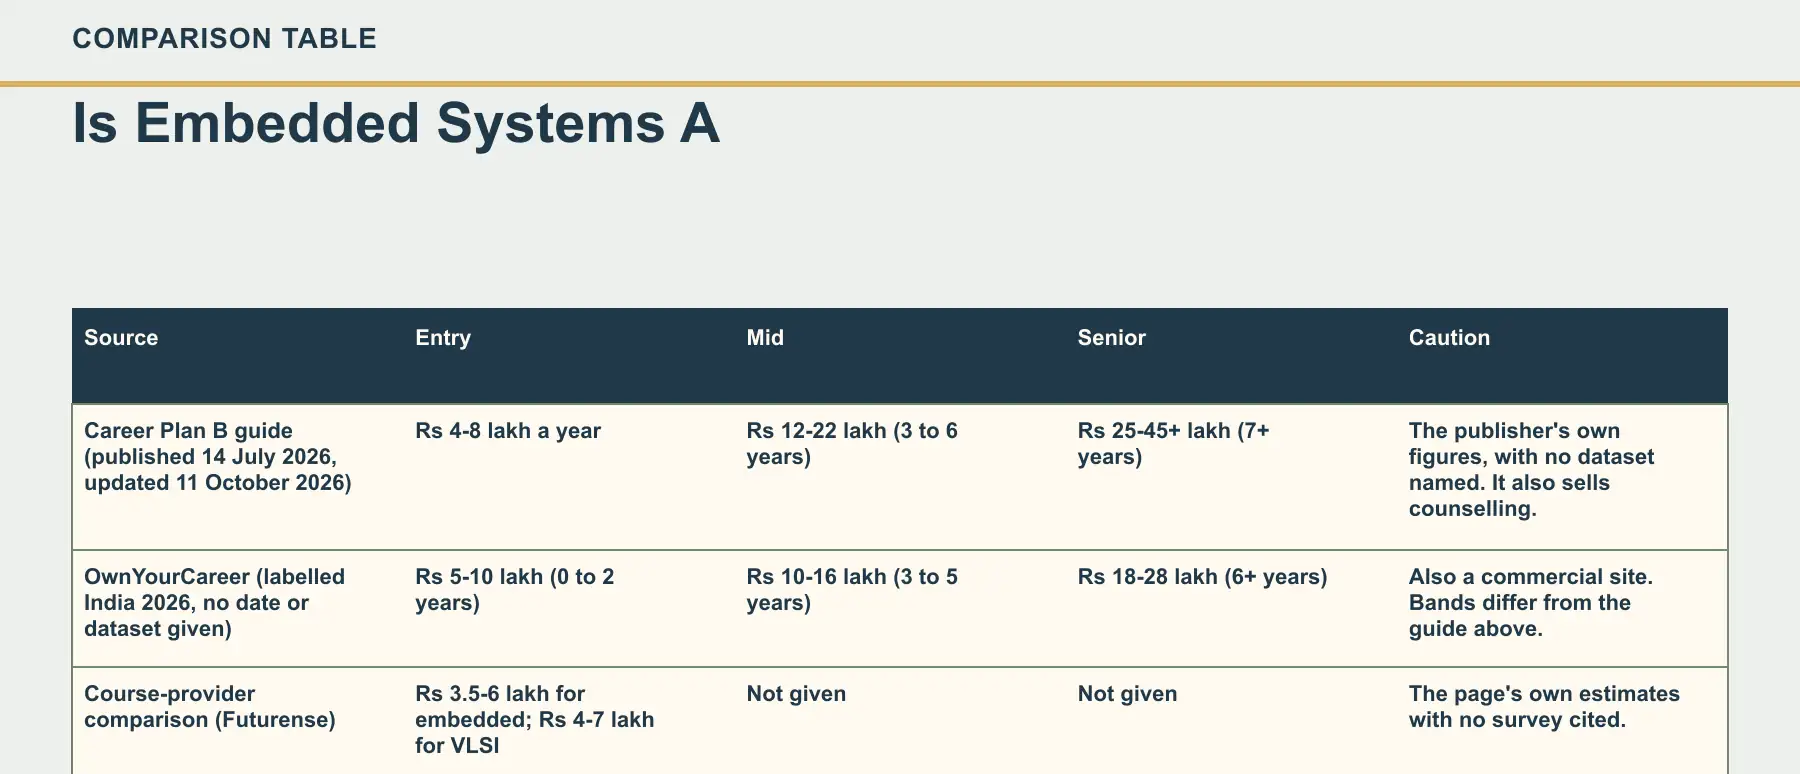 COMPARISON TABLE
Is Embedded Systems A
Source Entry Mid Senior Caution
Career Plan B guide
(published 14 July 2026,
updated 11 October 2026)
Rs 4-8 lakh a year
Rs 12-22 lakh (3 to 6
years)
Rs 25-45+ lakh (7+
years)
The publisher's own
figures, with no dataset
named. It also sells
counselling.
OwnYourCareer (labelled
India 2026, no date or
dataset given)
Rs 5-10 lakh (0 to 2
years)
Rs 10-16 lakh (3 to 5
years)
Rs 18-28 lakh (6+ years)
Also a commercial site.
Bands differ from the
guide above.
Course-provider
comparison (Futurense)
Rs 3.5-6 lakh for
embedded; Rs 4-7 lakh
for VLSI
Not given
Not given
The page's own estimates
with no survey cited.